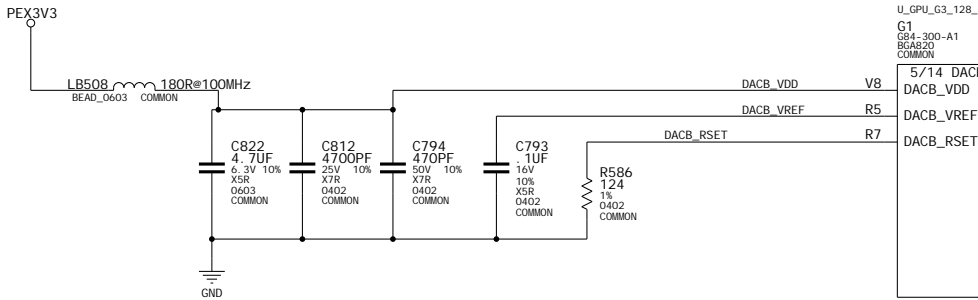 PEX3V3
U_GPU_G3_128_
G1
G84-300-A1
BGA820
COMMON
LB508 180R@100MHz
BEAD_0603 COMMON
DACB_VDD V8
DACB_VREF R5
DACB_RSET R7
5/14 DAC
DACB_VDD
DACB_VREF
DACB_RSET
C822
4.7UF
6.3V 10%
X5R
0603
COMMON
C812
4700PF
25V 10%
X7R
0402
COMMON
C794
470PF
50V 10%
X7R
0402
COMMON
C793
.1UF
16V
10%
X5R
0402
COMMON
R586
124
1%
0402
COMMON
GND